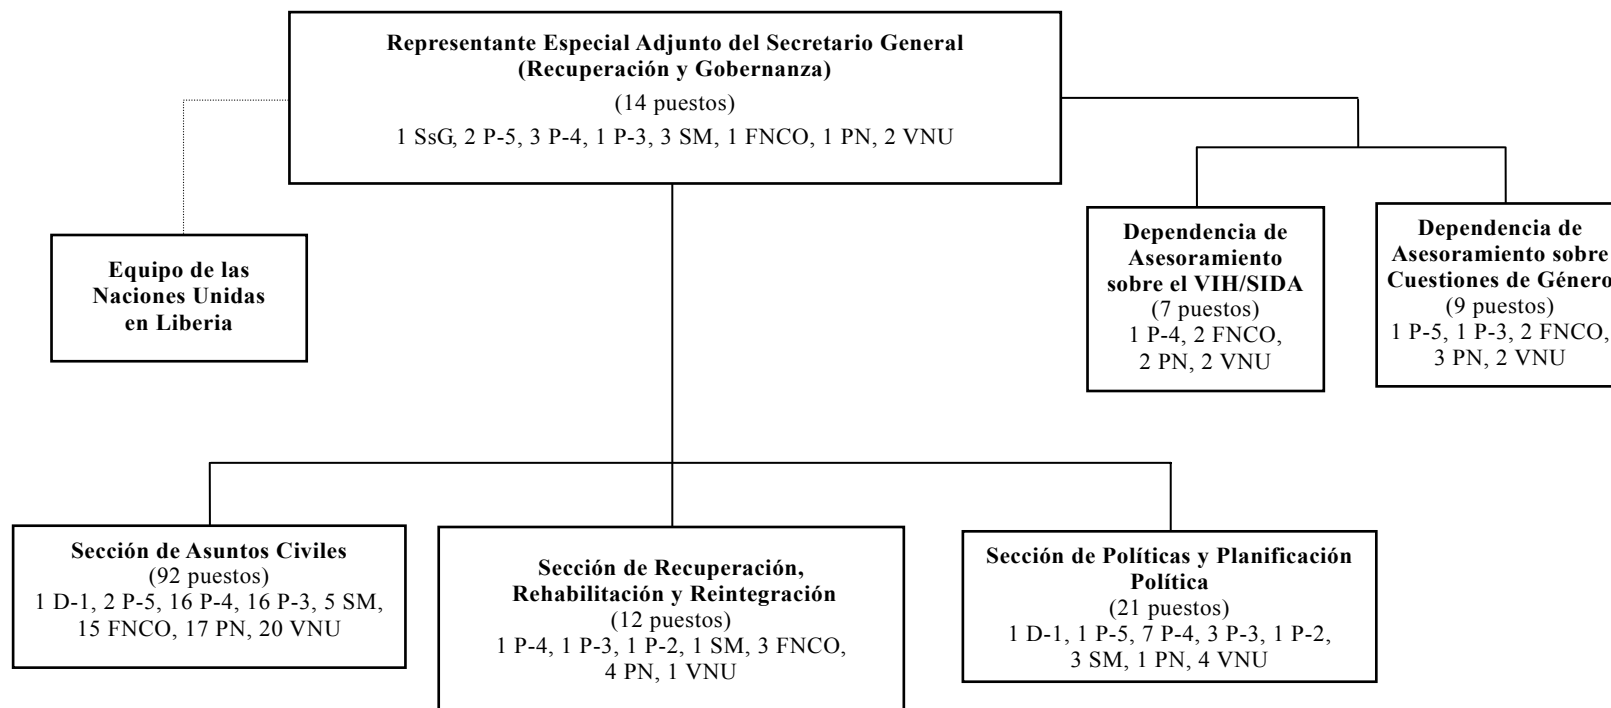 Representante Especial Adjunto del Secretario General
(Recuperación y Gobernanza)
(14 puestos)
1 SsG, 2 P-5, 3 P-4, 1 P-3, 3 SM, 1 FNCO, 1 PN, 2 VNU
Equipo de las
Naciones Unidas
en Liberia
Dependencia de
Asesoramiento
sobre el VIH/SIDA
(7 puestos)
1 P-4, 2 FNCO,
2 PN, 2 VNU
Dependencia de
Asesoramiento sobre
Cuestiones de Género
(9 puestos)
1 P-5, 1 P-3, 2 FNCO,
3 PN, 2 VNU
Sección de Asuntos Civiles
(92 puestos)
1 D-1, 2 P-5, 16 P-4, 16 P-3, 5 SM,
15 FNCO, 17 PN, 20 VNU
Sección de Recuperación,
Rehabilitación y Reintegración
(12 puestos)
1 P-4, 1 P-3, 1 P-2, 1 SM, 3 FNCO,
4 PN, 1 VNU
Sección de Políticas y Planificación
Política
(21 puestos)
1 D-1, 1 P-5, 7 P-4, 3 P-3, 1 P-2,
3 SM, 1 PN, 4 VNU